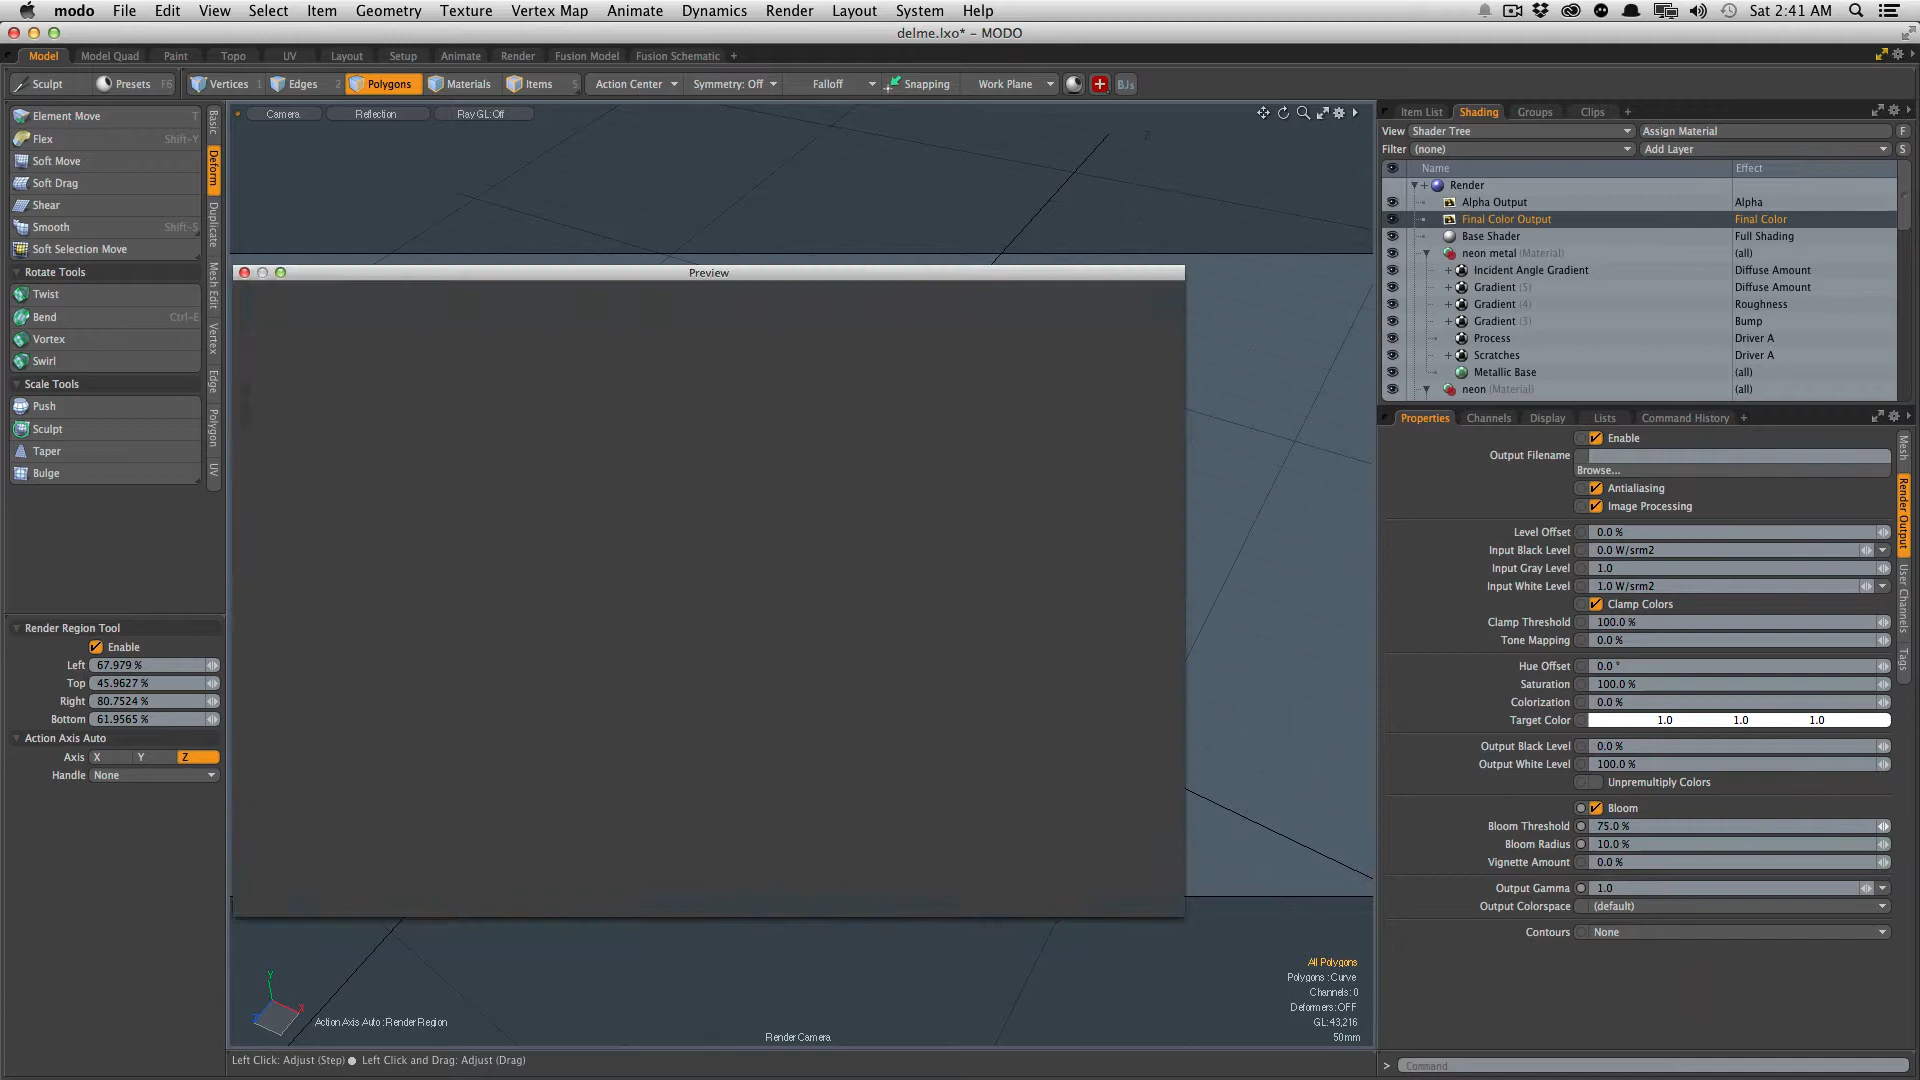 modo File Edit View Select Item Geometry Texture Vertex Map Animate Dynamics Render Layout System Help Sat 2:41 AM
delme.lxo* – MODO
Model Model Quad Paint Topo UV Layout Setup Animate Render Fusion Model Fusion Schematic +
Sculpt Presets F6 Vertices 1 Edges 2 Polygons Materials Items 5 Action Center Symmetry: Off Falloff Snapping Work Plane BJs
Element Move T
Flex Shift-Y
Soft Move
Soft Drag
Shear
Smooth Shift-S
Soft Selection Move
Rotate Tools
Twist
Bend Ctrl-E
Vortex
Swirl
Scale Tools
Push
Sculpt
Taper
Bulge
Basic
Deform
Duplicate
Mesh Edit
Vertex
Edge
Polygon
UV
Render Region Tool
Enable
Left 67.979 %
Top 45.9627 %
Right 80.7524 %
Bottom 61.9565 %
Action Axis Auto
Axis X Y Z
Handle None
Camera Reflection Ray GL: Off
Z
Preview
All Polygons
Polygons : Curve
Channels: 0
Deformers: OFF
GL: 43,216
50 mm
Y
X
Action Axis Auto : Render Region
Render Camera
Left Click: Adjust (Step) ● Left Click and Drag: Adjust (Drag)
Item List Shading Groups Clips +
View Shader Tree Assign Material F
Filter (none) Add Layer S
Name Effect
Render
Alpha Output Alpha
Final Color Output Final Color
Base Shader Full Shading
neon metal (Material) (all)
Incident Angle Gradient Diffuse Amount
Gradient (5) Diffuse Amount
Gradient (4) Roughness
Gradient (3) Bump
Process Driver A
Scratches Driver A
Metallic Base (all)
neon (Material) (all)
Properties Channels Display Lists Command History +
Enable
Output Filename
Browse...
Antialiasing
Image Processing
Level Offset 0.0 %
Input Black Level 0.0 W/srm2
Input Gray Level 1.0
Input White Level 1.0 W/srm2
Clamp Colors
Clamp Threshold 100.0 %
Tone Mapping 0.0 %
Hue Offset 0.0 °
Saturation 100.0 %
Colorization 0.0 %
Target Color 1.0 1.0 1.0
Output Black Level 0.0 %
Output White Level 100.0 %
Unpremultiply Colors
Bloom
Bloom Threshold 75.0 %
Bloom Radius 10.0 %
Vignette Amount 0.0 %
Output Gamma 1.0
Output Colorspace (default)
Contours None
Mesh
Render Output
User Channels
Tags
> Command